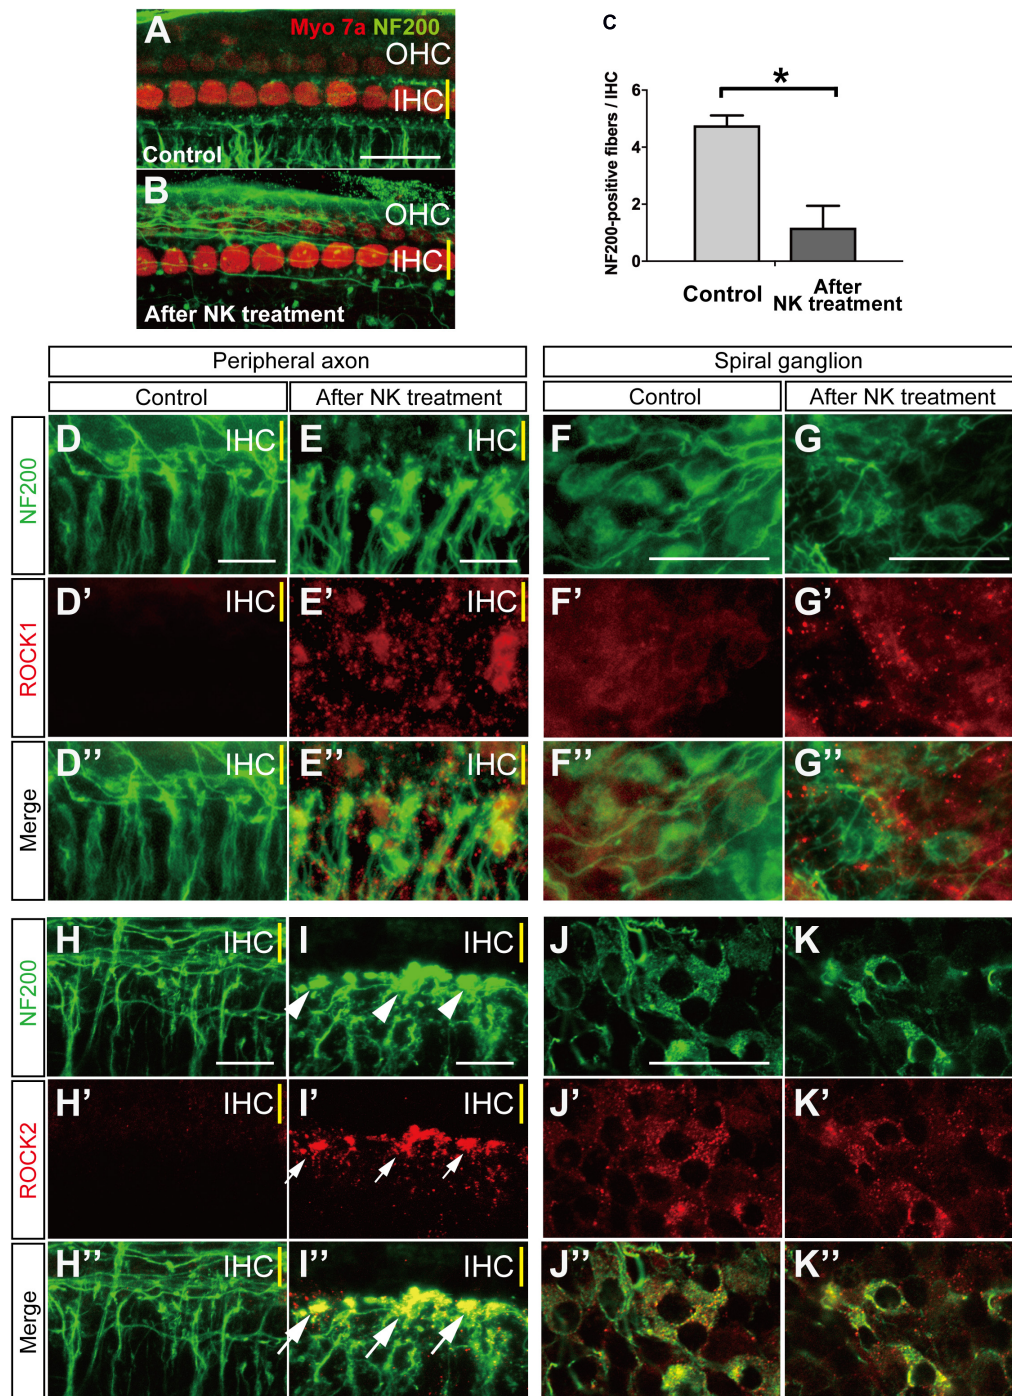 A
Myo 7a NF200
OHC
IHC
Control
B
OHC
IHC
After NK treatment
C
NF200-positive fibers / IHC
6
4
2
0
*
Control
After
NK treatment
Peripheral axon
Spiral ganglion
Control
After NK treatment
Control
After NK treatment
NF200
D
IHC
E
IHC
F
G
ROCK1
D’
IHC
E’
IHC
F’
G’
Merge
D’’
IHC
E’’
IHC
F’’
G’’
NF200
H
IHC
I
IHC
J
K
ROCK2
H’
IHC
I’
IHC
J’
K’
Merge
H’’
IHC
I’’
IHC
J’’
K’’